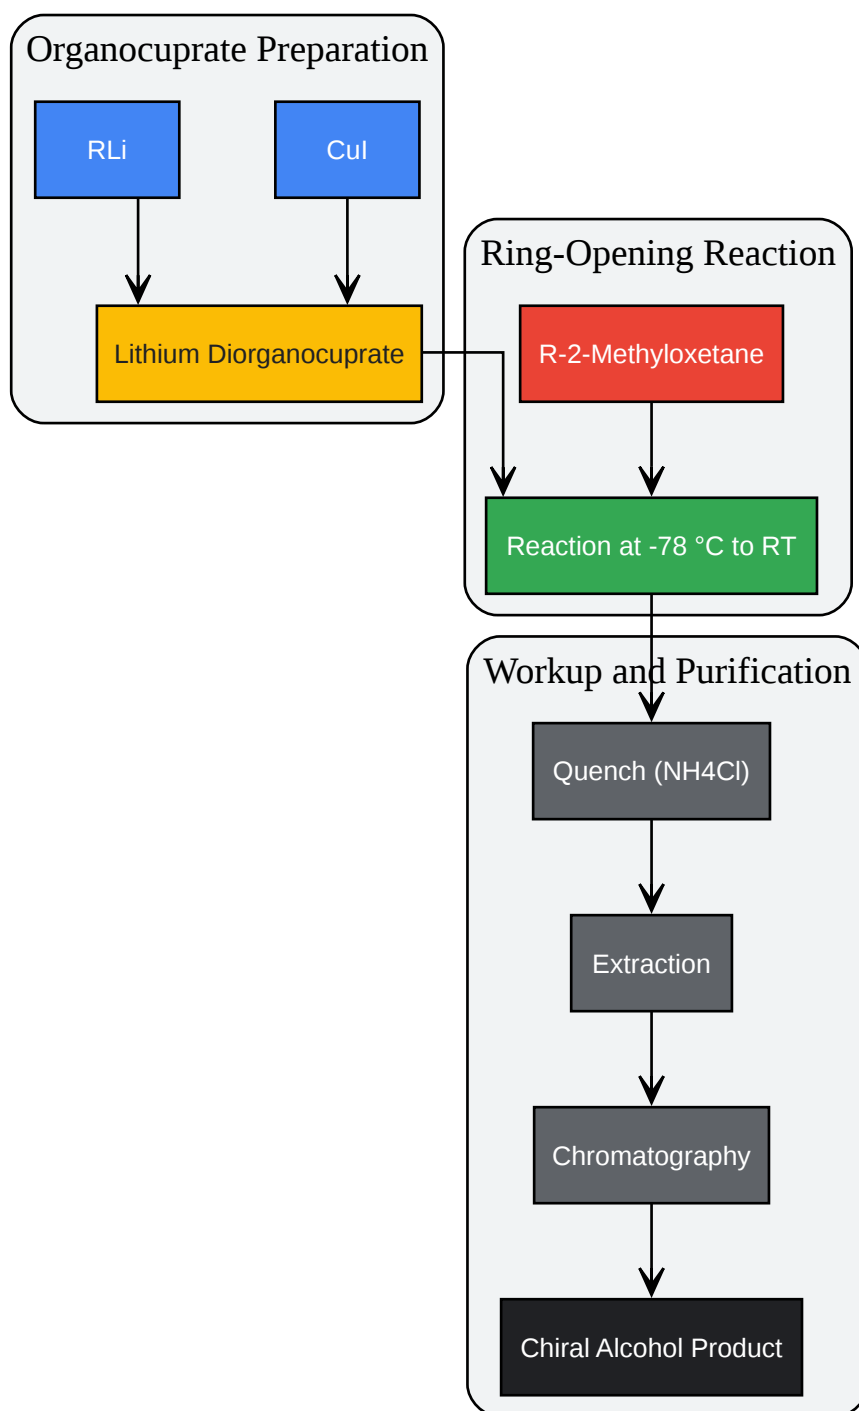 Organocuprate Preparation
RLi
CuI
Lithium Diorganocuprate
Ring-Opening Reaction
R-2-Methyloxetane
Reaction at -78 °C to RT
Workup and Purification
Quench (NH4Cl)
Extraction
Chromatography
Chiral Alcohol Product